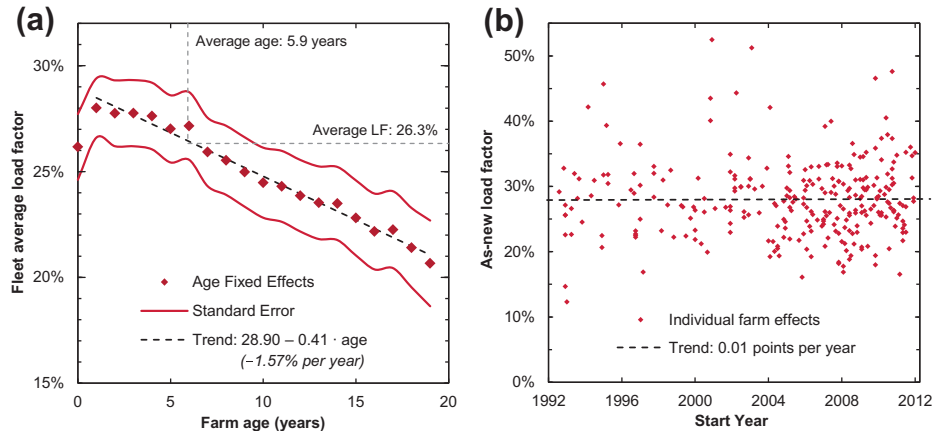 (a)
Fleet average load factor
30%
25%
20%
15%
0
5
10
15
20
Farm age (years)
Average age: 5.9 years
Average LF: 26.3%
Age Fixed Effects
Standard Error
Trend: 28.90 – 0.41 · age
(–1.57% per year)
(b)
As-new load factor
50%
40%
30%
20%
10%
0%
1992
1996
2000
2004
2008
2012
Start Year
Individual farm effects
Trend: 0.01 points per year